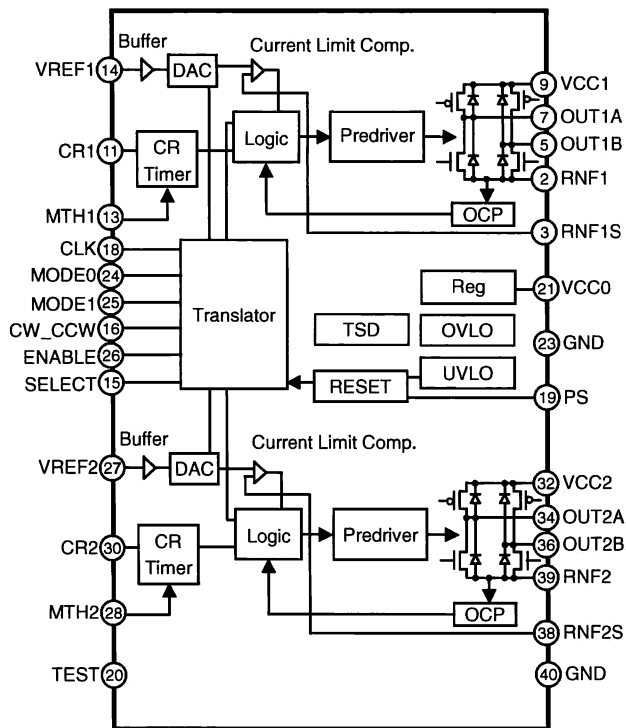 Buffer
Current Limit Comp.
VREF1 14
DAC
9 VCC1
7 OUT1A
5 OUT1B
2 RNF1
CR1 11
CR
Timer
Logic
Predriver
OCP
MTH1 13
3 RNF1S
CLK 18
MODE0 24
MODE1 25
CW_CCW 16
ENABLE 26
SELECT 15
Translator
Reg
21 VCC0
TSD
OVLO
23 GND
RESET
UVLO
19 PS
Buffer
Current Limit Comp.
VREF2 27
DAC
32 VCC2
34 OUT2A
36 OUT2B
39 RNF2
CR2 30
CR
Timer
Logic
Predriver
OCP
MTH2 28
38 RNF2S
TEST 20
40 GND